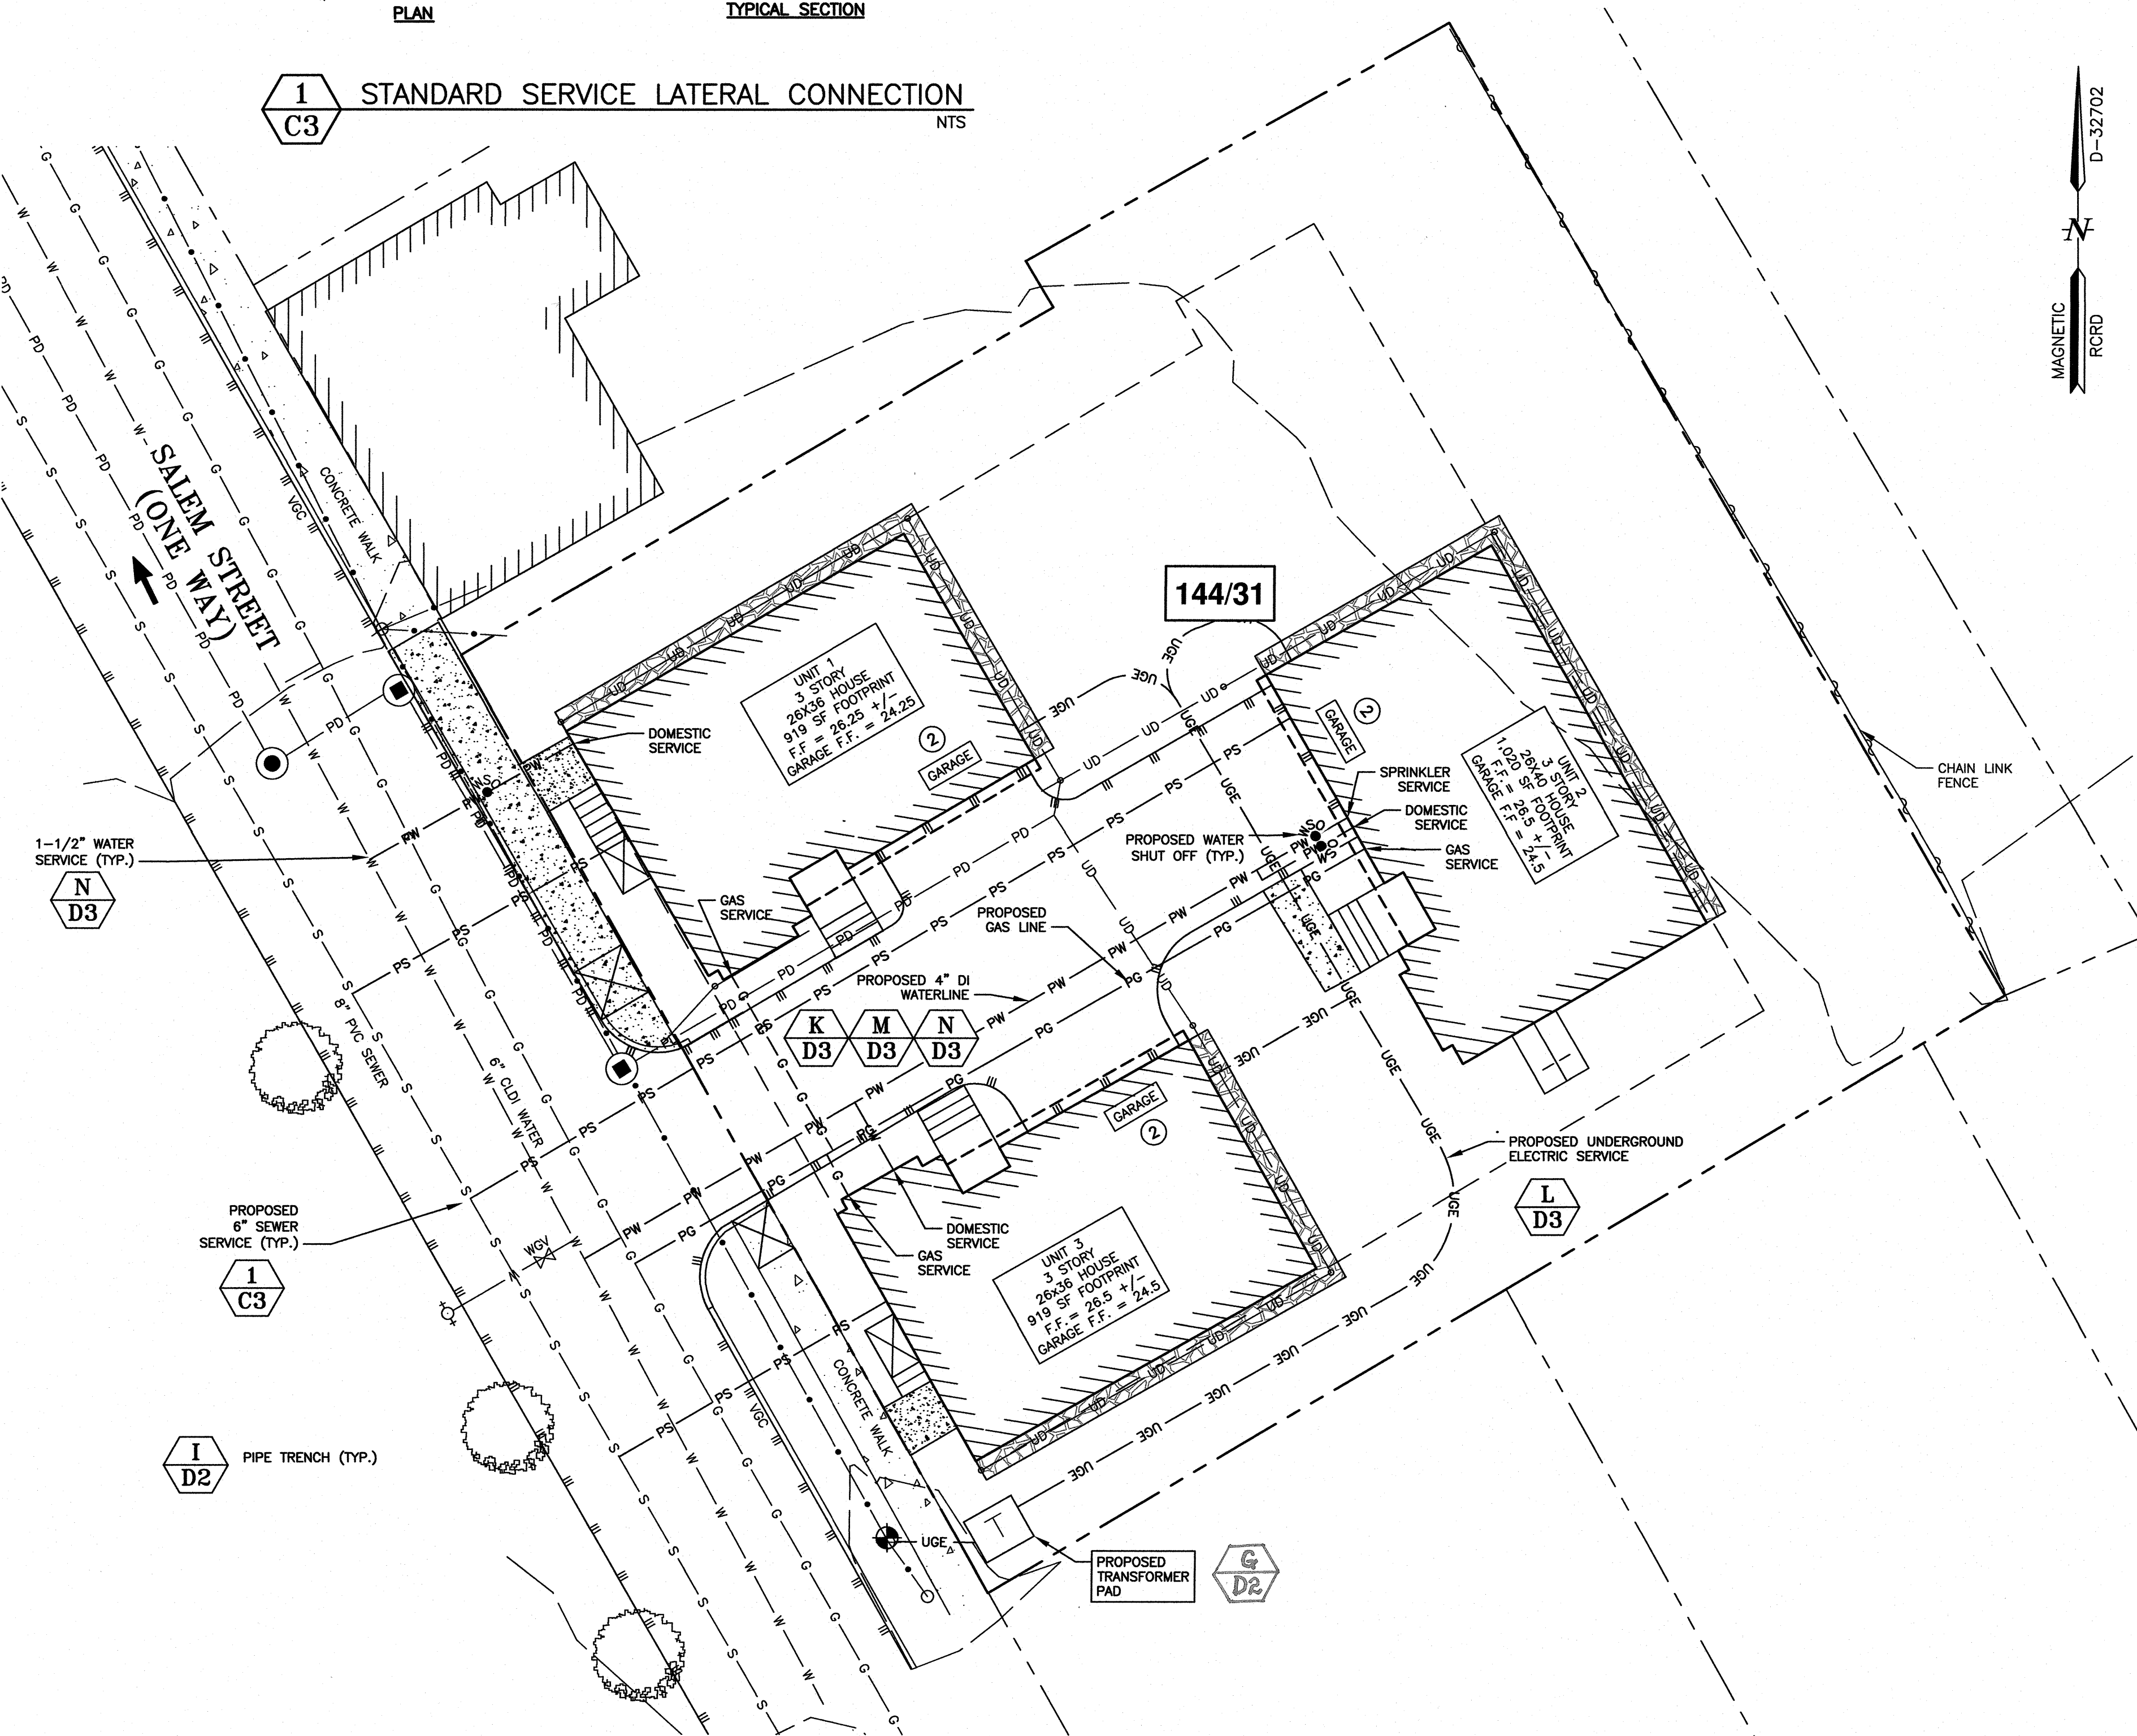 PLAN
TYPICAL SECTION
1
C3
STANDARD SERVICE LATERAL CONNECTION
NTS
D-32702
N
MAGNETIC
RCRD
SALEM STREET
(ONE WAY)
CONCRETE WALK
VGC
144/31
UNIT 1
3 STORY
26X36 HOUSE
919 SF FOOTPRINT
F.F = 26.25 +/-
GARAGE F.F. = 24.25
2
GARAGE
DOMESTIC
SERVICE
2
GARAGE
UNIT 2
3 STORY
26X40 HOUSE
1,020 SF FOOTPRINT
F.F. = 26.5 +/-
GARAGE F.F = 24.5
SPRINKLER
SERVICE
DOMESTIC
SERVICE
GAS
SERVICE
CHAIN LINK
FENCE
PROPOSED WATER
SHUT OFF (TYP.)
WSO
WSO
WSO
1-1/2" WATER
SERVICE (TYP.)
N
D3
GAS
SERVICE
PROPOSED
GAS LINE
PROPOSED 4" DI
WATERLINE
K
D3
M
D3
N
D3
8" PVC SEWER
6" CLDI WATER
GARAGE
2
PROPOSED UNDERGROUND
ELECTRIC SERVICE
L
D3
PROPOSED
6" SEWER
SERVICE (TYP.)
1
C3
WGV
DOMESTIC
SERVICE
GAS
SERVICE
UNIT 3
3 STORY
26x36 HOUSE
919 SF FOOTPRINT
F.F. = 26.5 +/-
GARAGE F.F. = 24.5
VGC
CONCRETE WALK
I
D2
PIPE TRENCH (TYP.)
T
UGE
PROPOSED
TRANSFORMER
PAD
G
D2